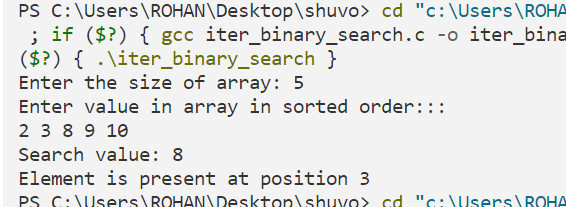 PS C:\Users\ROHAN\Desktop\shuvo> cd "c:\Users\ROHA
; if ($?) { gcc iter_binary_search.c -o iter_bina
($?) { .\iter_binary_search }
Enter the size of array: 5
Enter value in array in sorted order:::
2 3 8 9 10
Search value: 8
Element is present at position 3
PS C:\Users\ROHAN\Desktop\shuvo> cd "c:\Users\ROHA